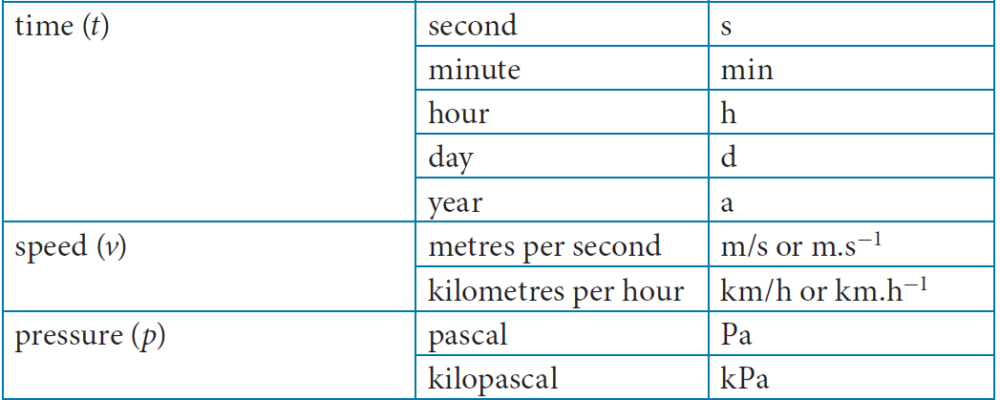 time (t) second s
minute min
hour h
day d
year a
speed (v) metres per second m/s or m.s⁻¹
kilometres per hour km/h or km.h⁻¹
pressure (p) pascal Pa
kilopascal kPa